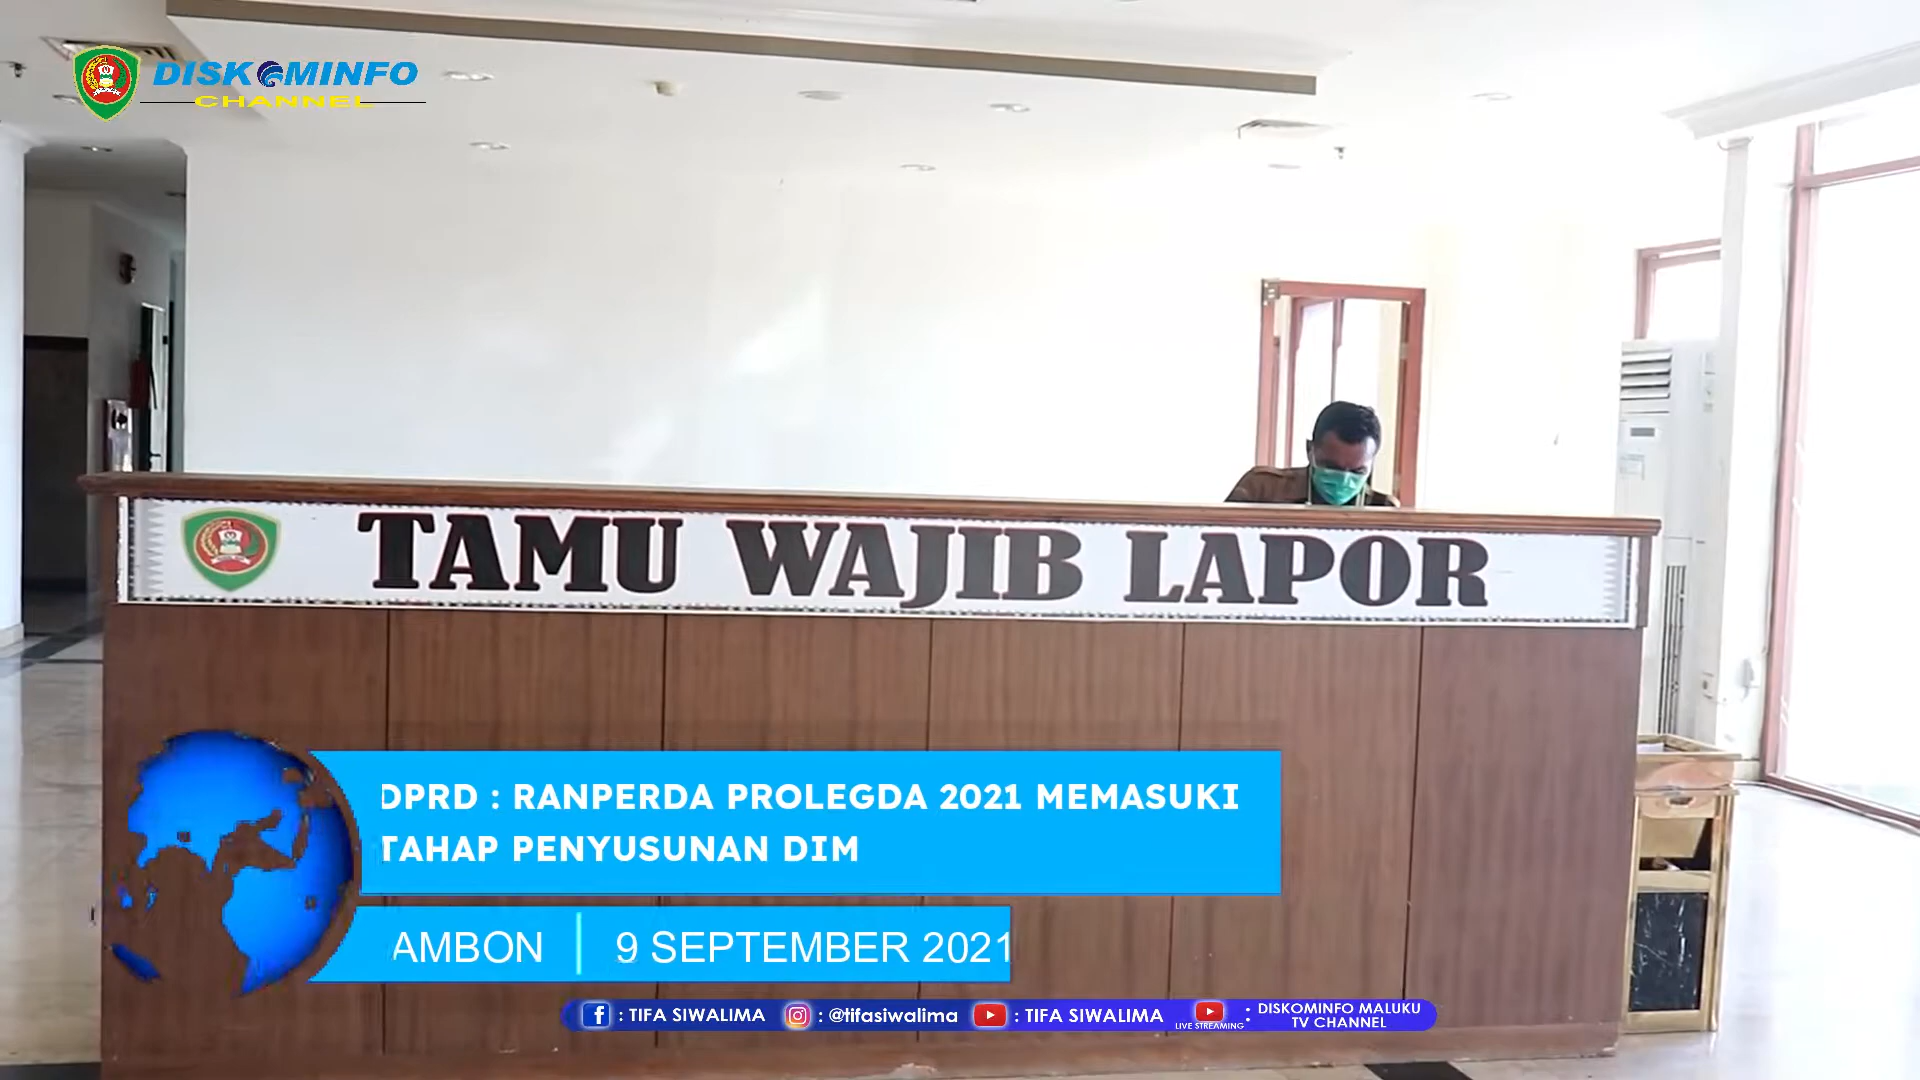 DISKOMINFO
CHANNEL
TAMU WAJIB LAPOR
DPRD : RANPERDA PROLEGDA 2021 MEMASUKI
TAHAP PENYUSUNAN DIM
AMBON | 9 SEPTEMBER 2021
: TIFA SIWALIMA : @tifasiwalima : TIFA SIWALIMA LIVE STREAMING : DISKOMINFO MALUKU
TV CHANNEL